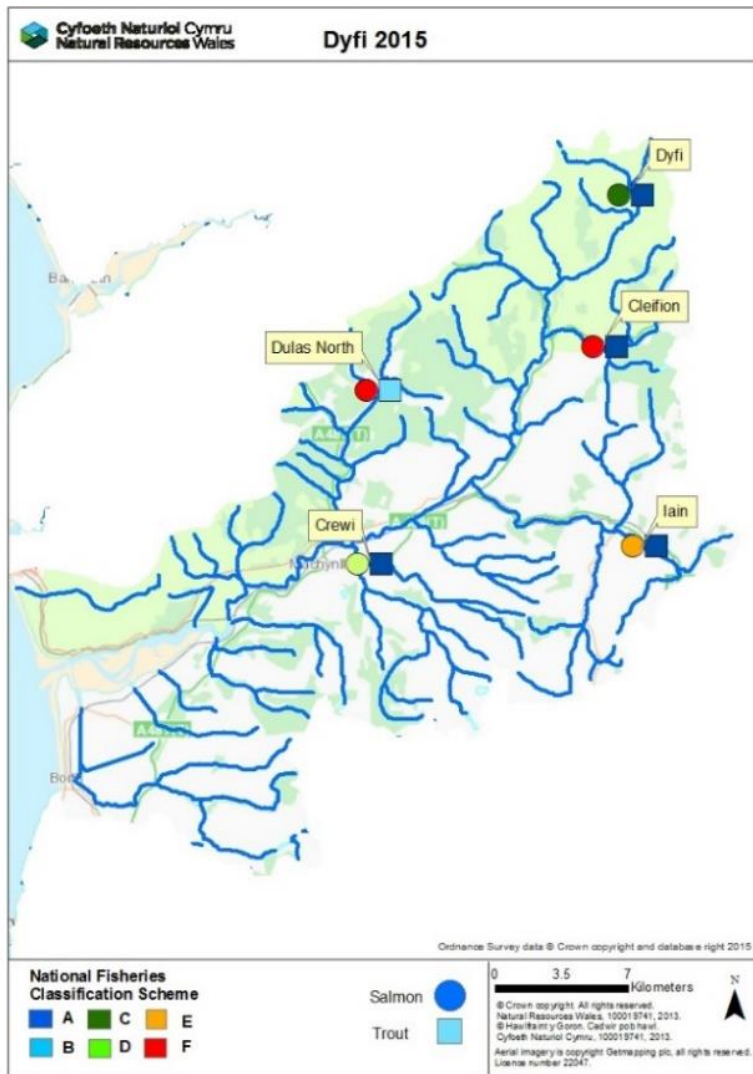 Cyfoeth Naturiol Cymru
Natural Resources Wales
Dyfi 2015
Dyfi
Cleifion
Dulas North
Iain
Crewi
Ordnance Survey data © Crown copyright and database right 2015
National Fisheries
Classification Scheme
A C E
B D F
Salmon
Trout
0 3.5 7
Kilometers
N
© Crown copyright. All rights reserved.
Natural Resources Wales, 100019741, 2013.
© Hawlfraint y Goron. Cedwir pob hawl.
Cyfoeth Naturiol Cymru, 100019741, 2013.
Aerial imagery is copyright Getmapping plc, all rights reserved.
License number 22047.